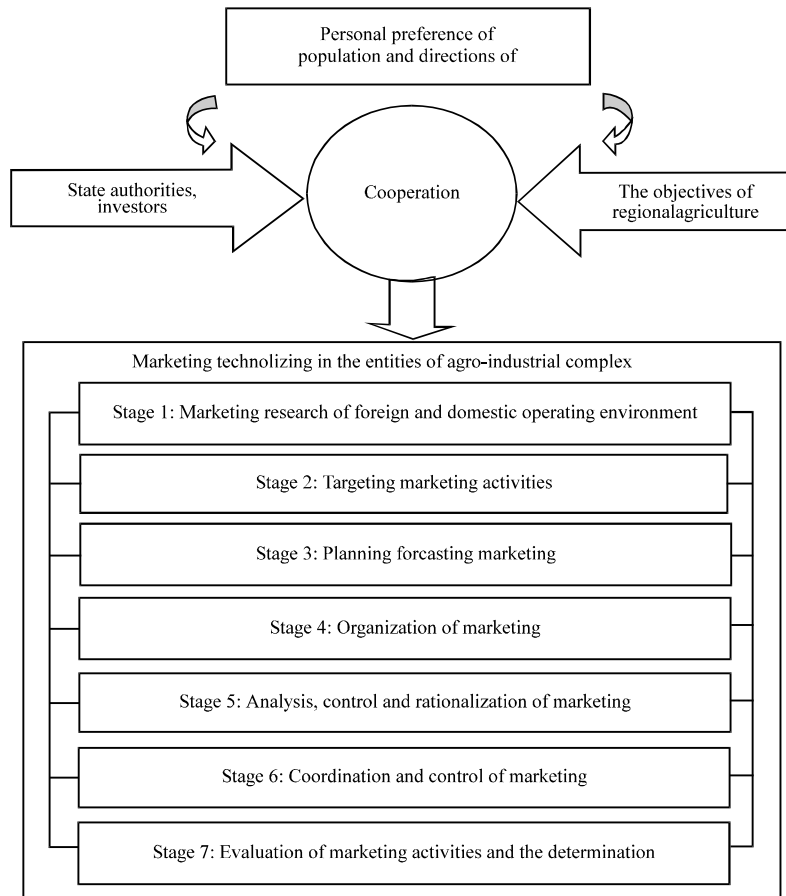 Personal preference of
population and directions of
State authorities,
investors
Cooperation
The objectives of
regionalagriculture
Marketing technolizing in the entities of agro-industrial complex
Stage 1: Marketing research of foreign and domestic operating environment
Stage 2: Targeting marketing activities
Stage 3: Planning forcasting marketing
Stage 4: Organization of marketing
Stage 5: Analysis, control and rationalization of marketing
Stage 6: Coordination and control of marketing
Stage 7: Evaluation of marketing activities and the determination